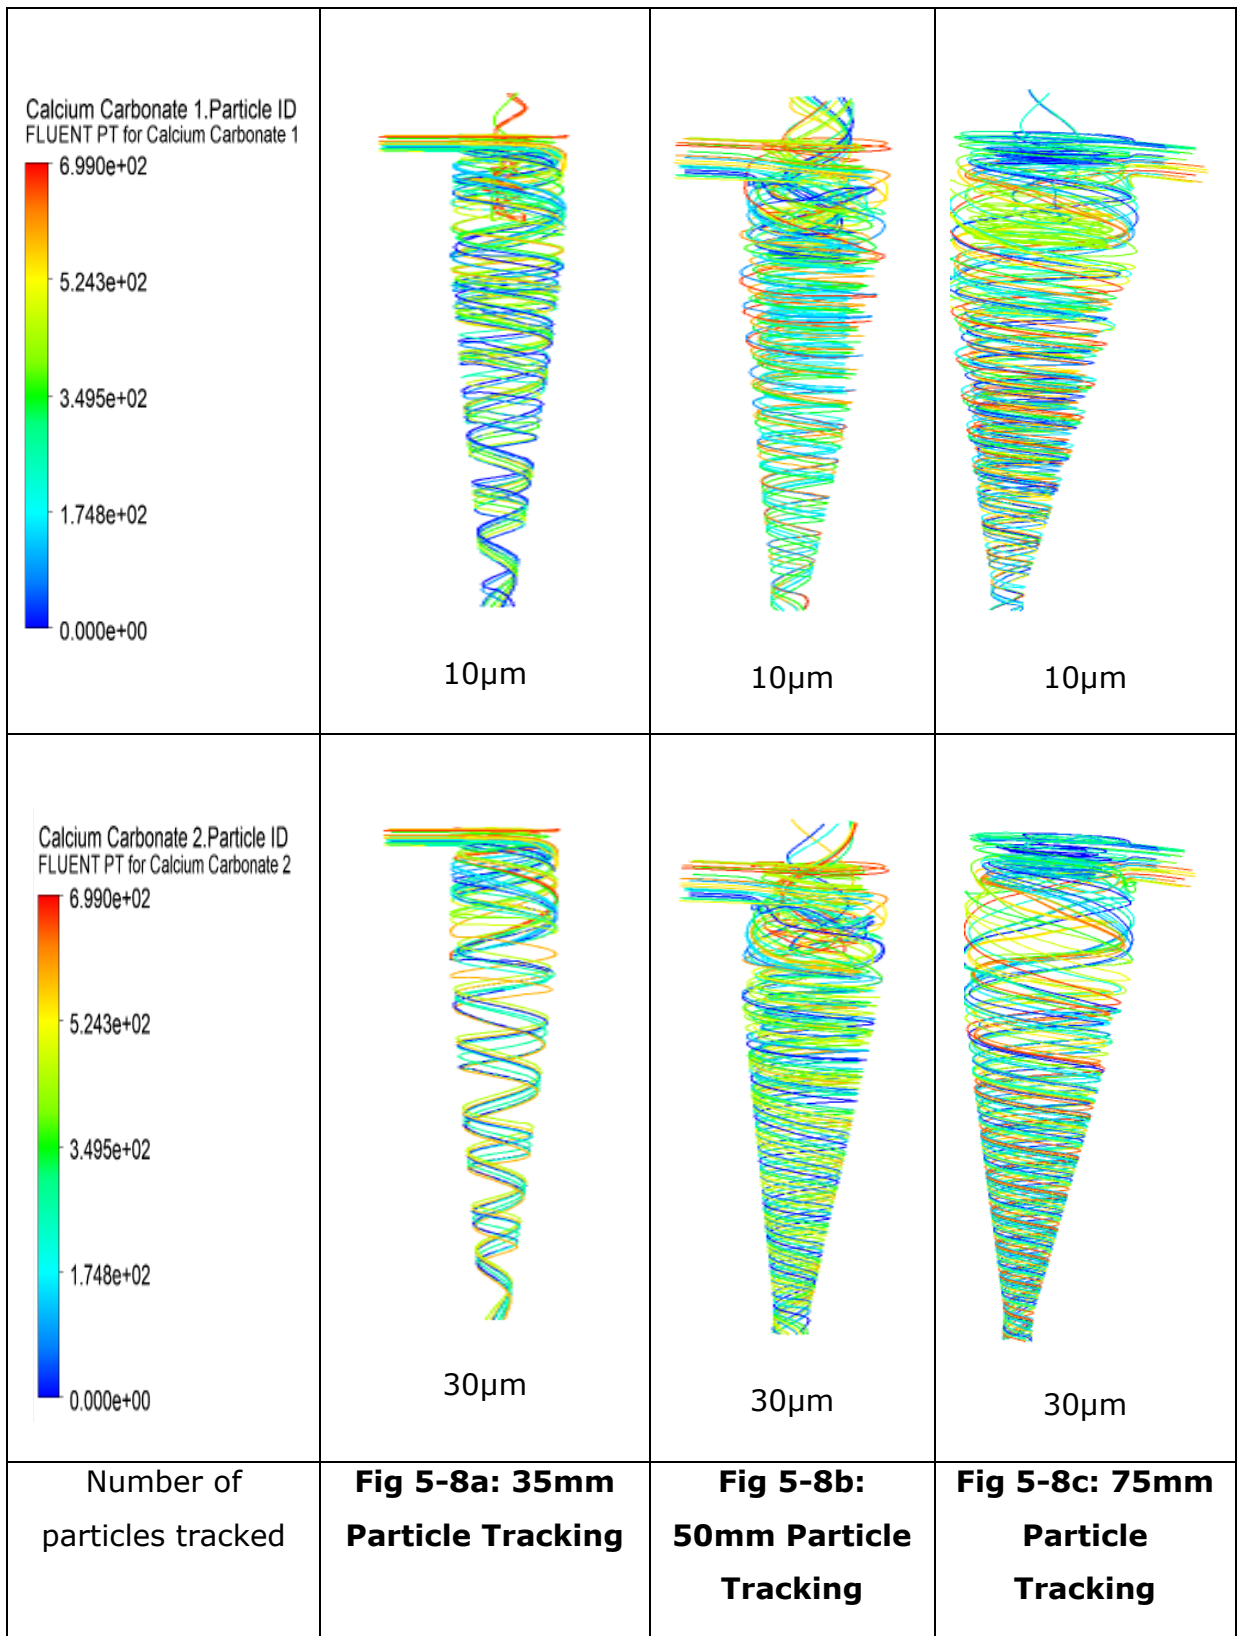 Calcium Carbonate 1.Particle ID
FLUENT PT for Calcium Carbonate 1
6.990e+02
5.243e+02
3.495e+02
1.748e+02
0.000e+00
10µm
10µm
10µm
Calcium Carbonate 2.Particle ID
FLUENT PT for Calcium Carbonate 2
6.990e+02
5.243e+02
3.495e+02
1.748e+02
0.000e+00
30µm
30µm
30µm
Number of
particles tracked
Fig 5-8a: 35mm
Particle Tracking
Fig 5-8b:
50mm Particle
Tracking
Fig 5-8c: 75mm
Particle
Tracking